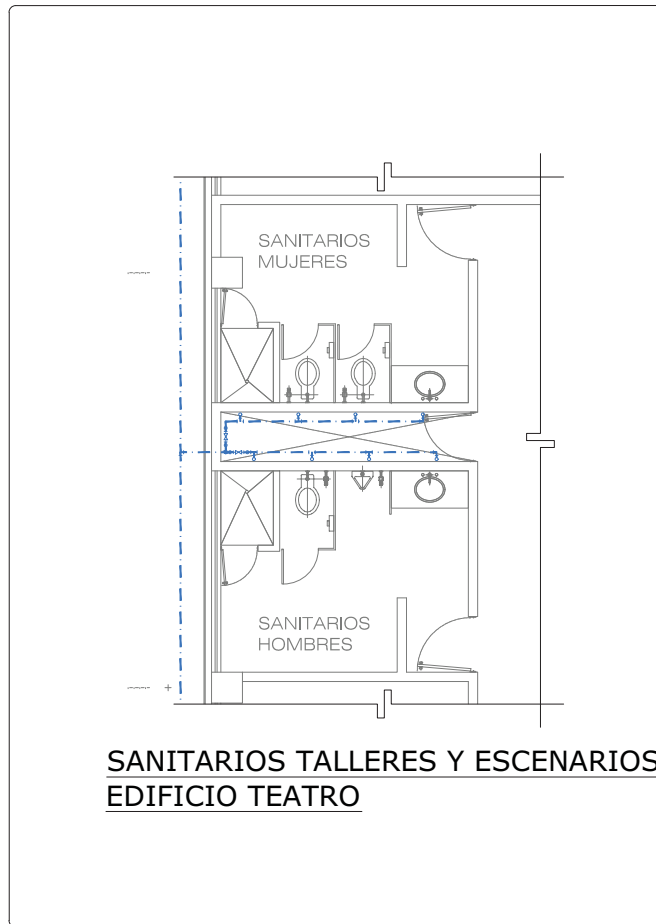 SANITARIOS
MUJERES
SANITARIOS
HOMBRES
SANITARIOS TALLERES Y ESCENARIOS
EDIFICIO TEATRO